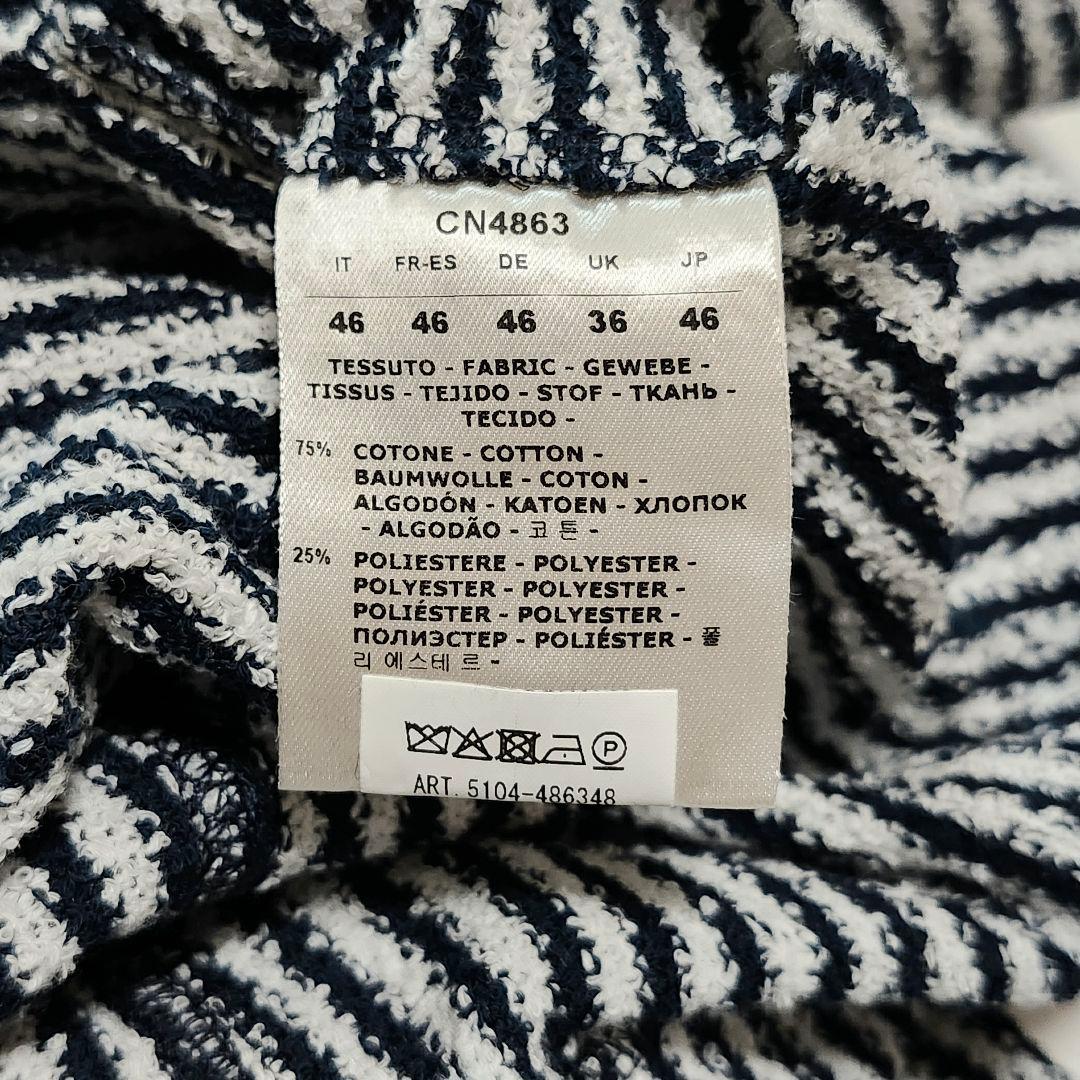 CN4863
IT FR-ES DE UK JP
46 46 46 36 46
TESSUTO - FABRIC - GEWEBE -
TISSUS - TEJIDO - STOF - ТКАНЬ -
TECIDO -
75% COTONE - COTTON -
BAUMWOLLE - COTON -
ALGODÓN - KATOEN - ХЛОПОК
- ALGODÃO - 코 튼 -
25% POLIESTERE - POLYESTER -
POLYESTER - POLYESTER -
POLIÉSTER - POLYESTER -
ПОЛИЭСТЕР - POLIÉSTER - 폴
리 에스테 르 -
P
ART. 5104-486348